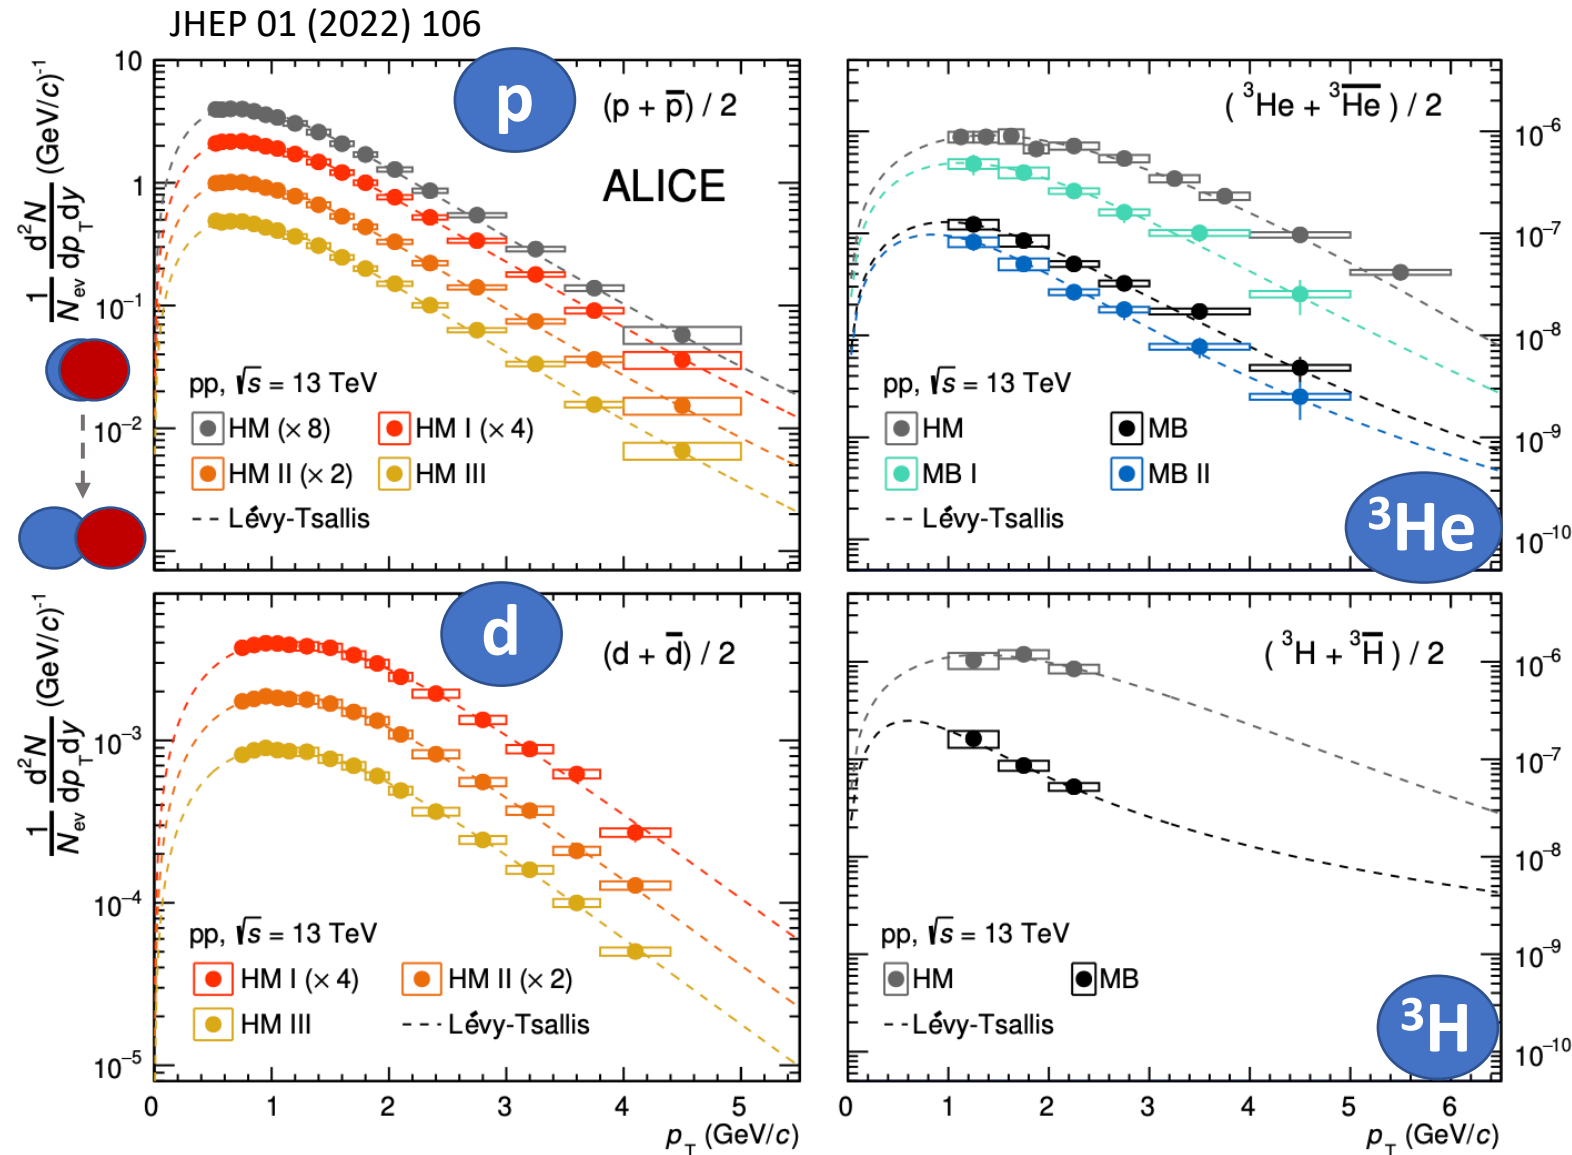 JHEP 01 (2022) 106
10
1
10⁻¹
10⁻²
1/N_ev d²N/dp_T dy (GeV/c)⁻¹
p
(p + p̅) / 2
ALICE
pp, √s = 13 TeV
HM (× 8)
HM I (× 4)
HM II (× 2)
HM III
Lévy-Tsallis
(³He + ³H̅e̅) / 2
10⁻⁶
10⁻⁷
10⁻⁸
10⁻⁹
10⁻¹⁰
pp, √s = 13 TeV
HM
MB
MB I
MB II
Lévy-Tsallis
³He
1/N_ev d²N/dp_T dy (GeV/c)⁻¹
10⁻³
10⁻⁴
10⁻⁵
d
(d + d̅) / 2
pp, √s = 13 TeV
HM I (× 4)
HM II (× 2)
HM III
Lévy-Tsallis
0 1 2 3 4 5
p_T (GeV/c)
(³H + ³H̅) / 2
10⁻⁶
10⁻⁷
10⁻⁸
10⁻⁹
10⁻¹⁰
pp, √s = 13 TeV
HM
MB
Lévy-Tsallis
³H
0 1 2 3 4 5 6
p_T (GeV/c)